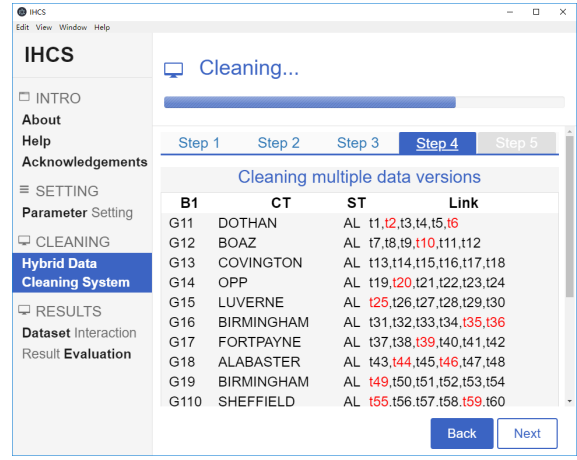 IHCS
Edit View Window Help
IHCS
INTRO
About
Help
Acknowledgements
SETTING
Parameter Setting
CLEANING
Hybrid Data
Cleaning System
RESULTS
Dataset Interaction
Result Evaluation
Cleaning...
Step 1 Step 2 Step 3 Step 4 Step 5
Cleaning multiple data versions
B1 CT ST Link
G11 DOTHAN AL t1,t2,t3,t4,t5,t6
G12 BOAZ AL t7,t8,t9,t10,t11,t12
G13 COVINGTON AL t13,t14,t15,t16,t17,t18
G14 OPP AL t19,t20,t21,t22,t23,t24
G15 LUVERNE AL t25,t26,t27,t28,t29,t30
G16 BIRMINGHAM AL t31,t32,t33,t34,t35,t36
G17 FORTPAYNE AL t37,t38,t39,t40,t41,t42
G18 ALABASTER AL t43,t44,t45,t46,t47,t48
G19 BIRMINGHAM AL t49,t50,t51,t52,t53,t54
G110 SHEFFIELD AL t55,t56,t57,t58,t59,t60
Back Next